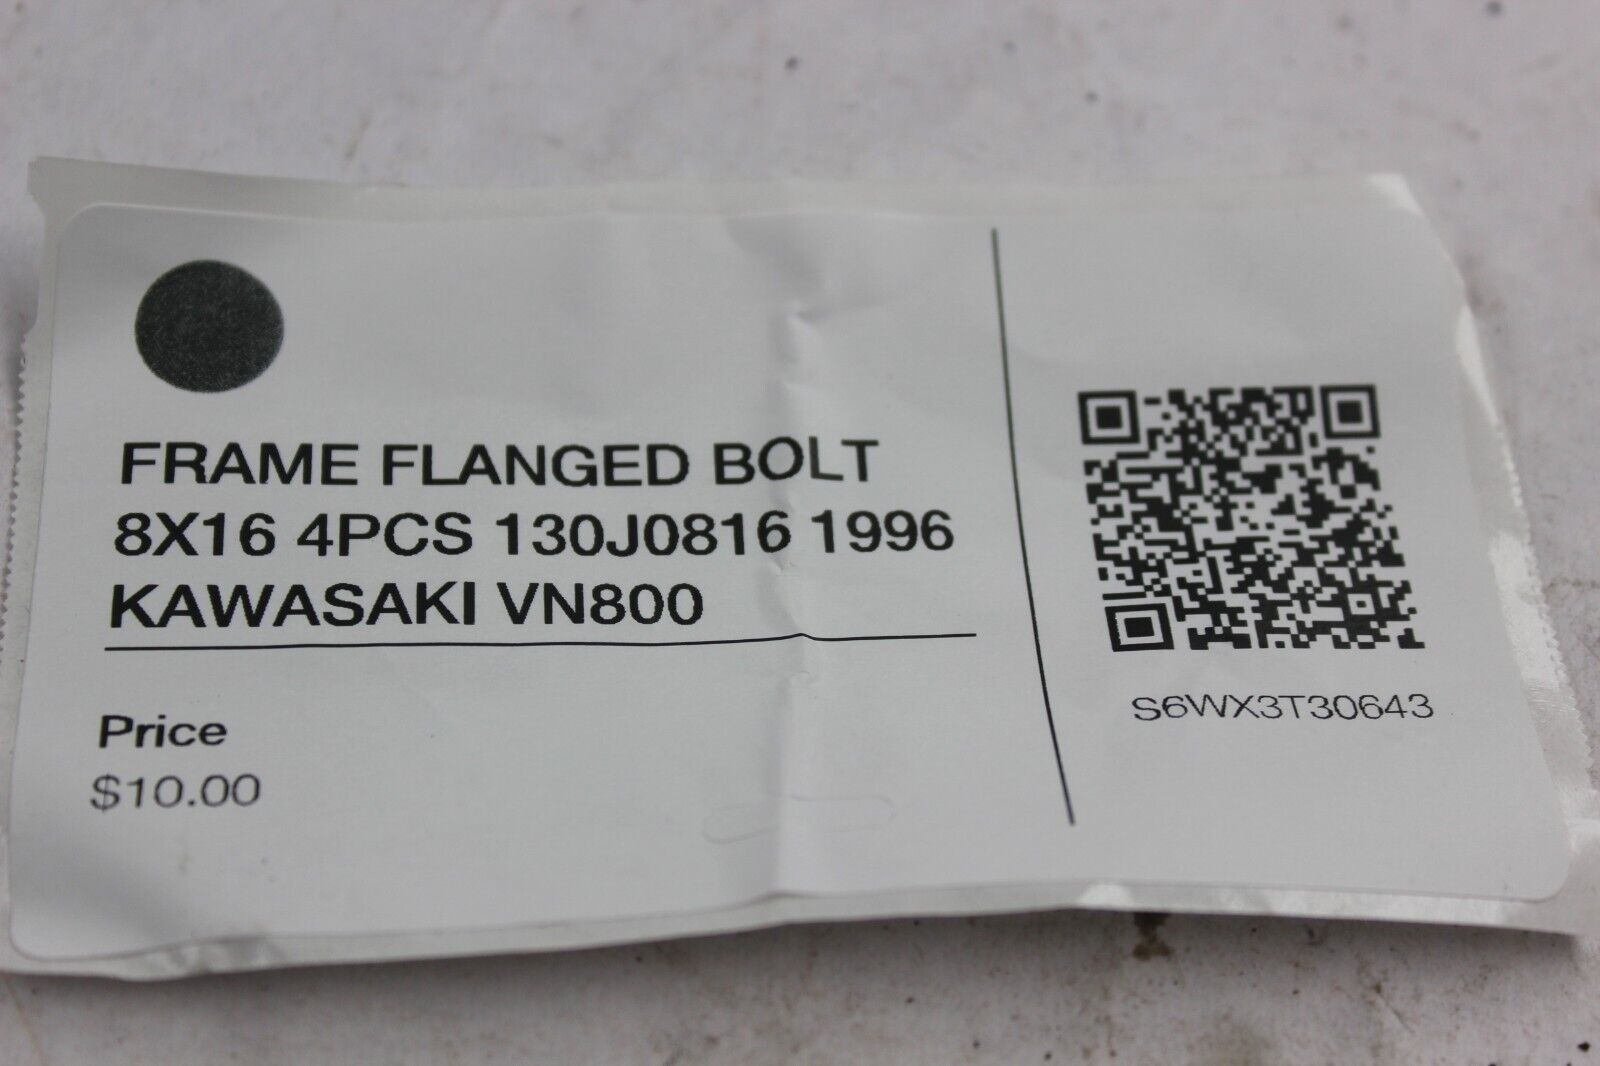 FRAME FLANGED BOLT
8X16 4PCS 130J0816 1996
KAWASAKI VN800
Price
$10.00
S6WX3T30643